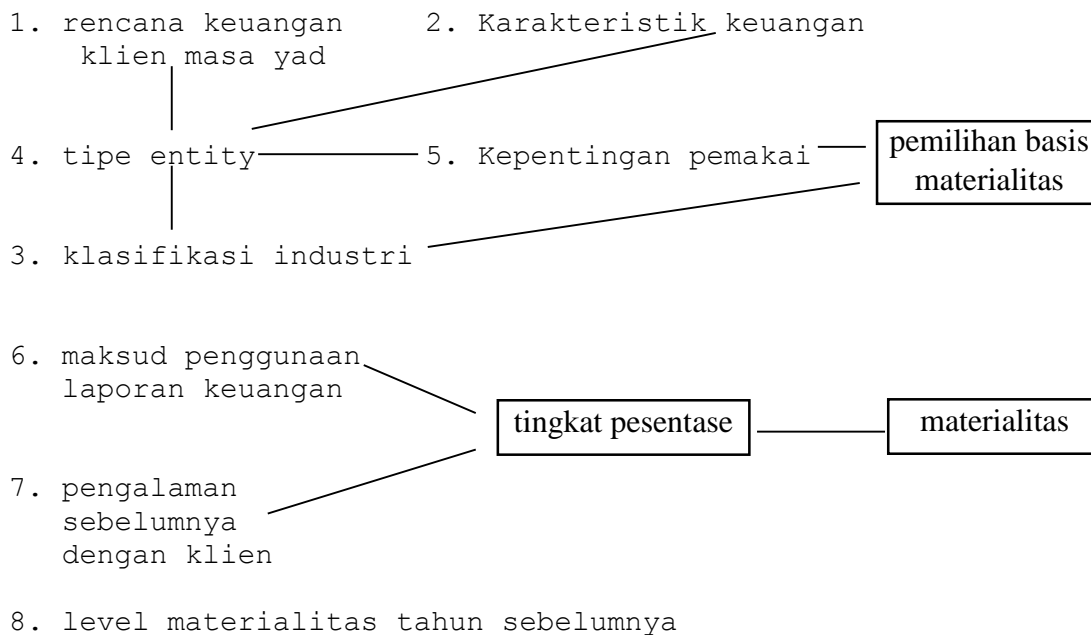 1. rencana keuangan 2. Karakteristik keuangan
klien masa yad
4. tipe entity 5. Kepentingan pemakai pemilihan basis
materialitas
3. klasifikasi industri
6. maksud penggunaan
laporan keuangan
tingkat pesentase materialitas
7. pengalaman
sebelumnya
dengan klien
8. level materialitas tahun sebelumnya